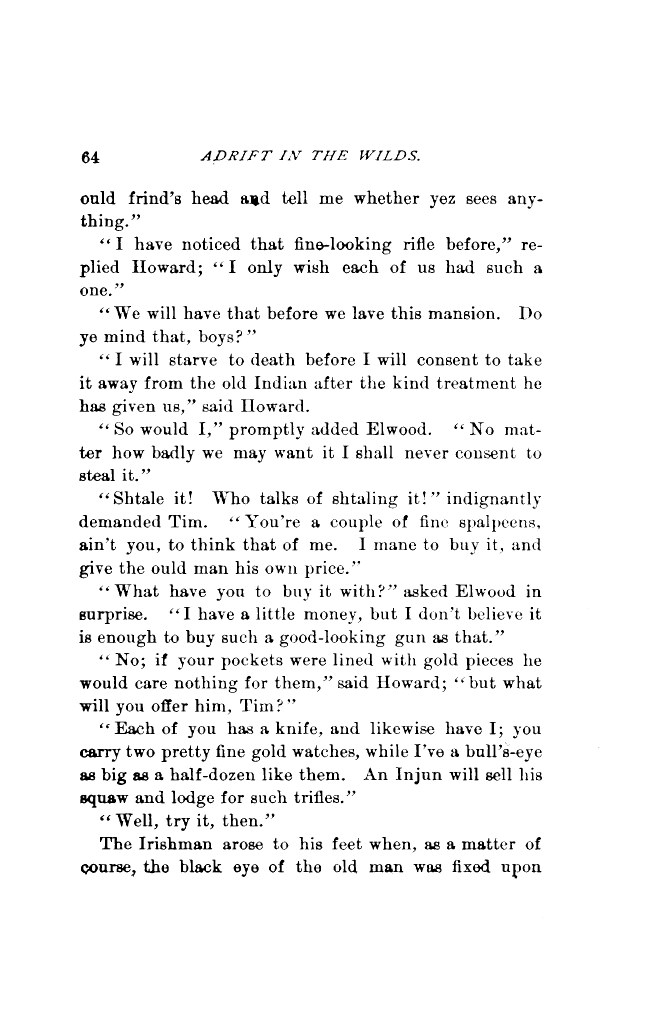 64 ADRIFT IN THE WILDS.
ould frind's head and tell me whether yez sees any-
thing."
"I have noticed that fine-looking rifle before," re-
plied Howard; "I only wish each of us had such a
one."
"We will have that before we lave this mansion. Do
ye mind that, boys?"
"I will starve to death before I will consent to take
it away from the old Indian after the kind treatment he
has given us," said Howard.
"So would I," promptly added Elwood. "No mat-
ter how badly we may want it I shall never consent to
steal it."
"Shtale it! Who talks of shtaling it!" indignantly
demanded Tim. "You're a couple of fine spalpeens,
ain't you, to think that of me. I mane to buy it, and
give the ould man his own price."
"What have you to buy it with?" asked Elwood in
surprise. "I have a little money, but I don't believe it
is enough to buy such a good-looking gun as that."
"No; if your pockets were lined with gold pieces he
would care nothing for them," said Howard; "but what
will you offer him, Tim?"
"Each of you has a knife, and likewise have I; you
carry two pretty fine gold watches, while I've a bull's-eye
as big as a half-dozen like them. An Injun will sell his
squaw and lodge for such trifles."
"Well, try it, then."
The Irishman arose to his feet when, as a matter of
course, the black eye of the old man was fixed upon